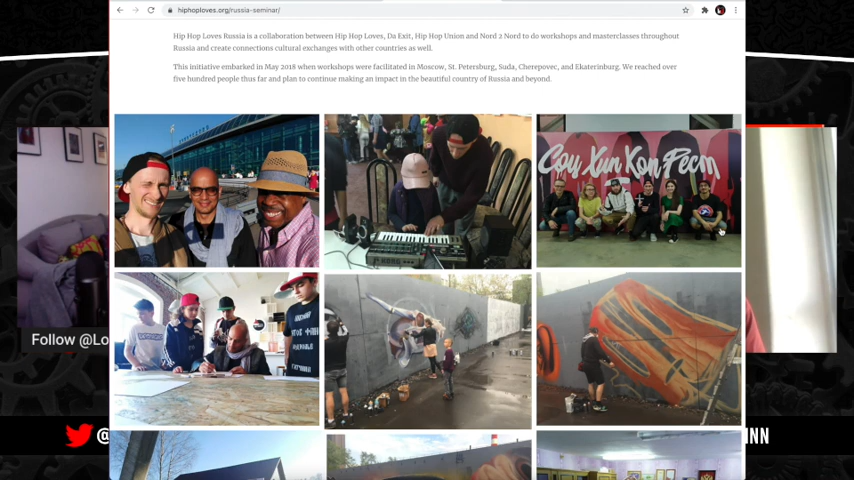 hiphoploves.org/russia-seminar/
Hip Hop Loves Russia is a collaboration between Hip Hop Loves, Da Exit, Hip Hop Union and Nord 2 Nord to do workshops and masterclasses throughout
Russia and create connections cultural exchanges with other countries as well.
This initiative embarked in May 2018 when workshops were facilitated in Moscow, St. Petersburg, Suda, Cherepovec, and Ekaterinburg. We reached over
five hundred people thus far and plan to continue making an impact in the beautiful country of Russia and beyond.
KORG
Follow @Lo
@
NN